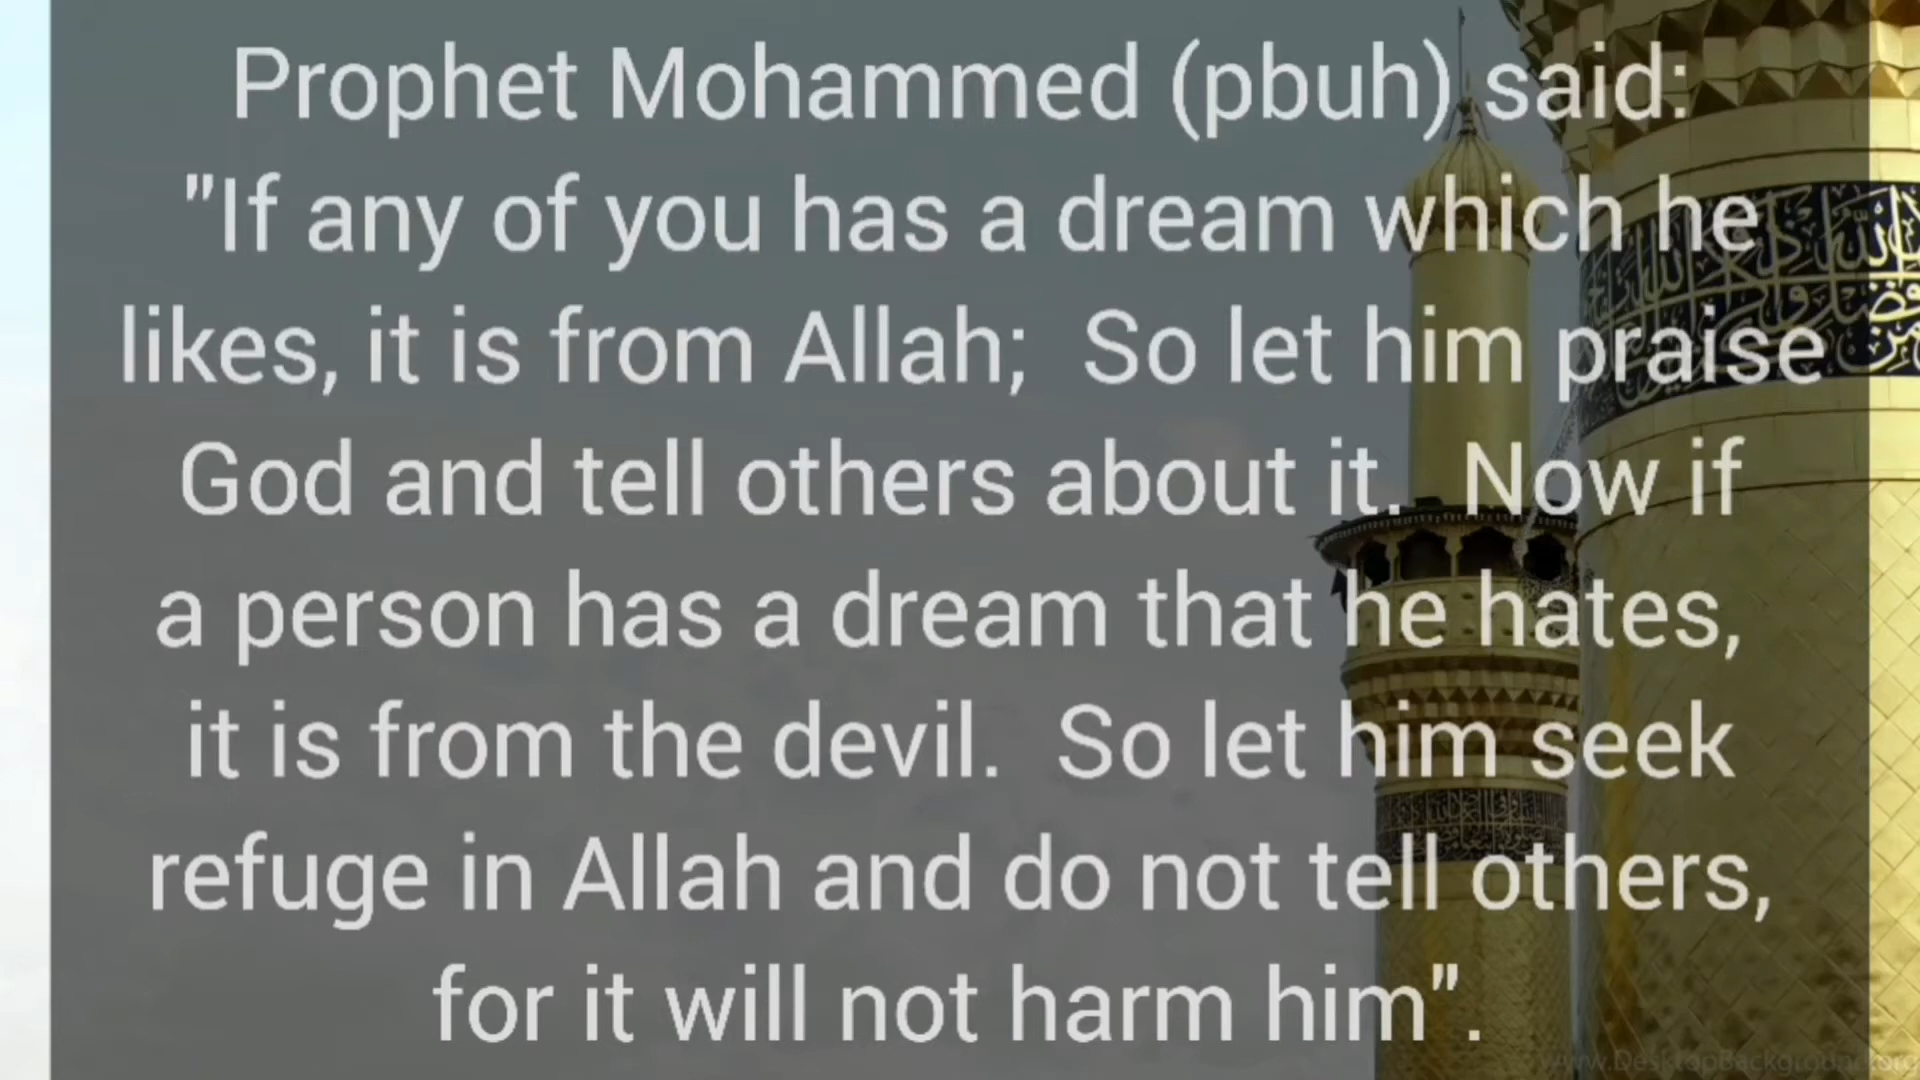 Prophet Mohammed (pbuh) said:
"If any of you has a dream which he
likes, it is from Allah;  So let him praise
God and tell others about it.  Now if
a person has a dream that he hates,
it is from the devil.  So let him seek
refuge in Allah and do not tell others,
for it will not harm him".
www.DesktopBackground.org